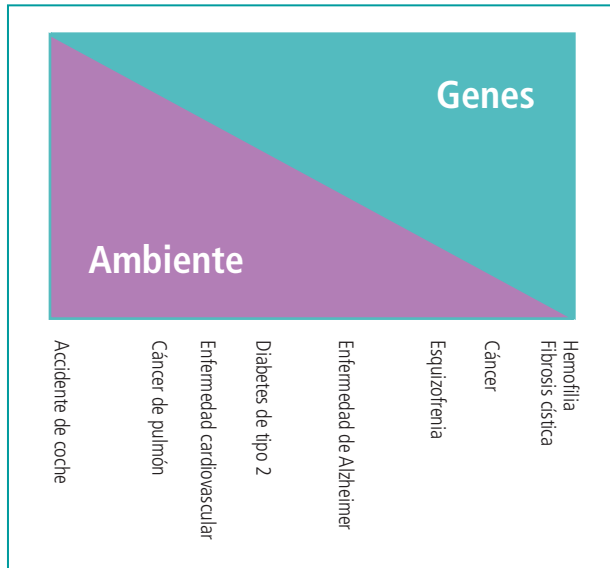 Genes
Ambiente
Accidente de coche
Cáncer de pulmón
Enfermedad cardiovascular
Diabetes de tipo 2
Enfermedad de Alzheimer
Esquizofrenia
Cáncer
Hemofilia
Fibrosis cística